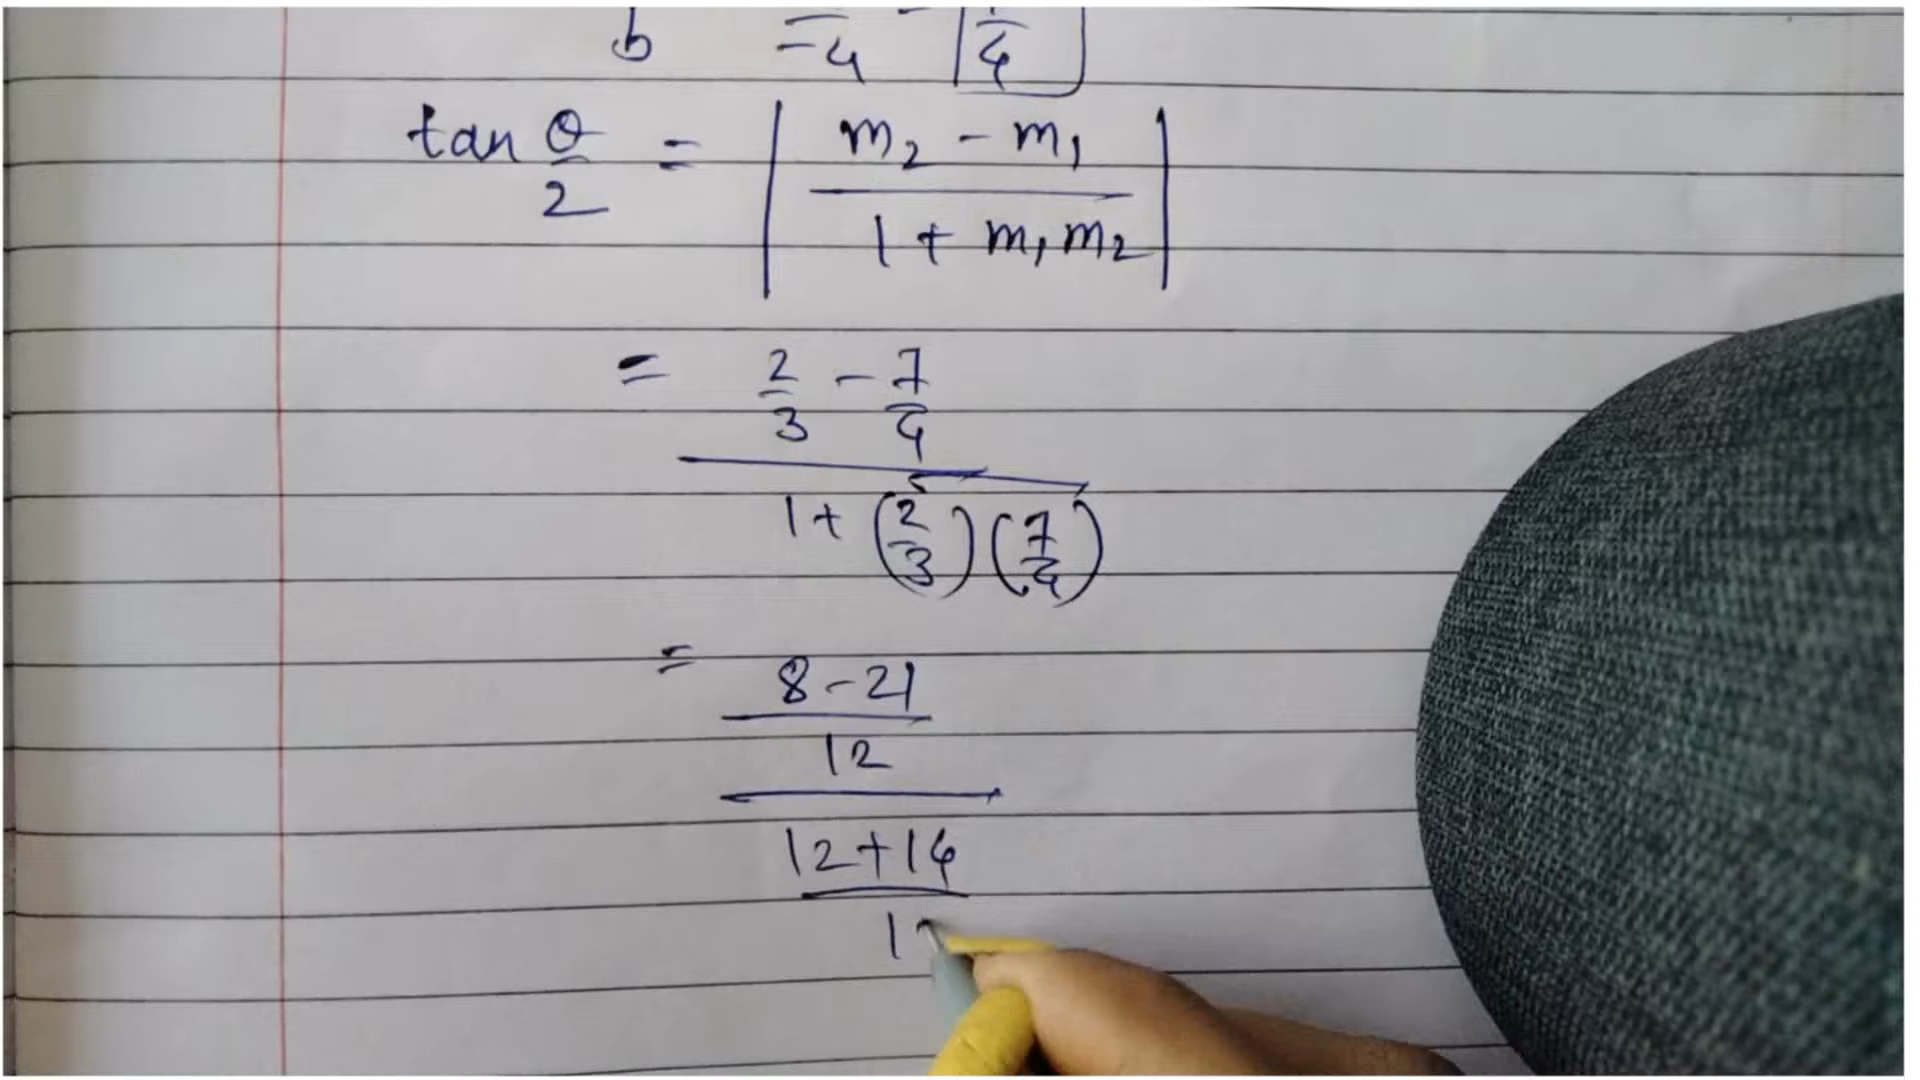 b = -4 - 7/4
tan θ/2 = | m₂ - m₁ / 1 + m₁m₂ |
= 2/3 - 7/4
1 + (2/3)(7/4)
= 8 - 21
12
12 + 14
1